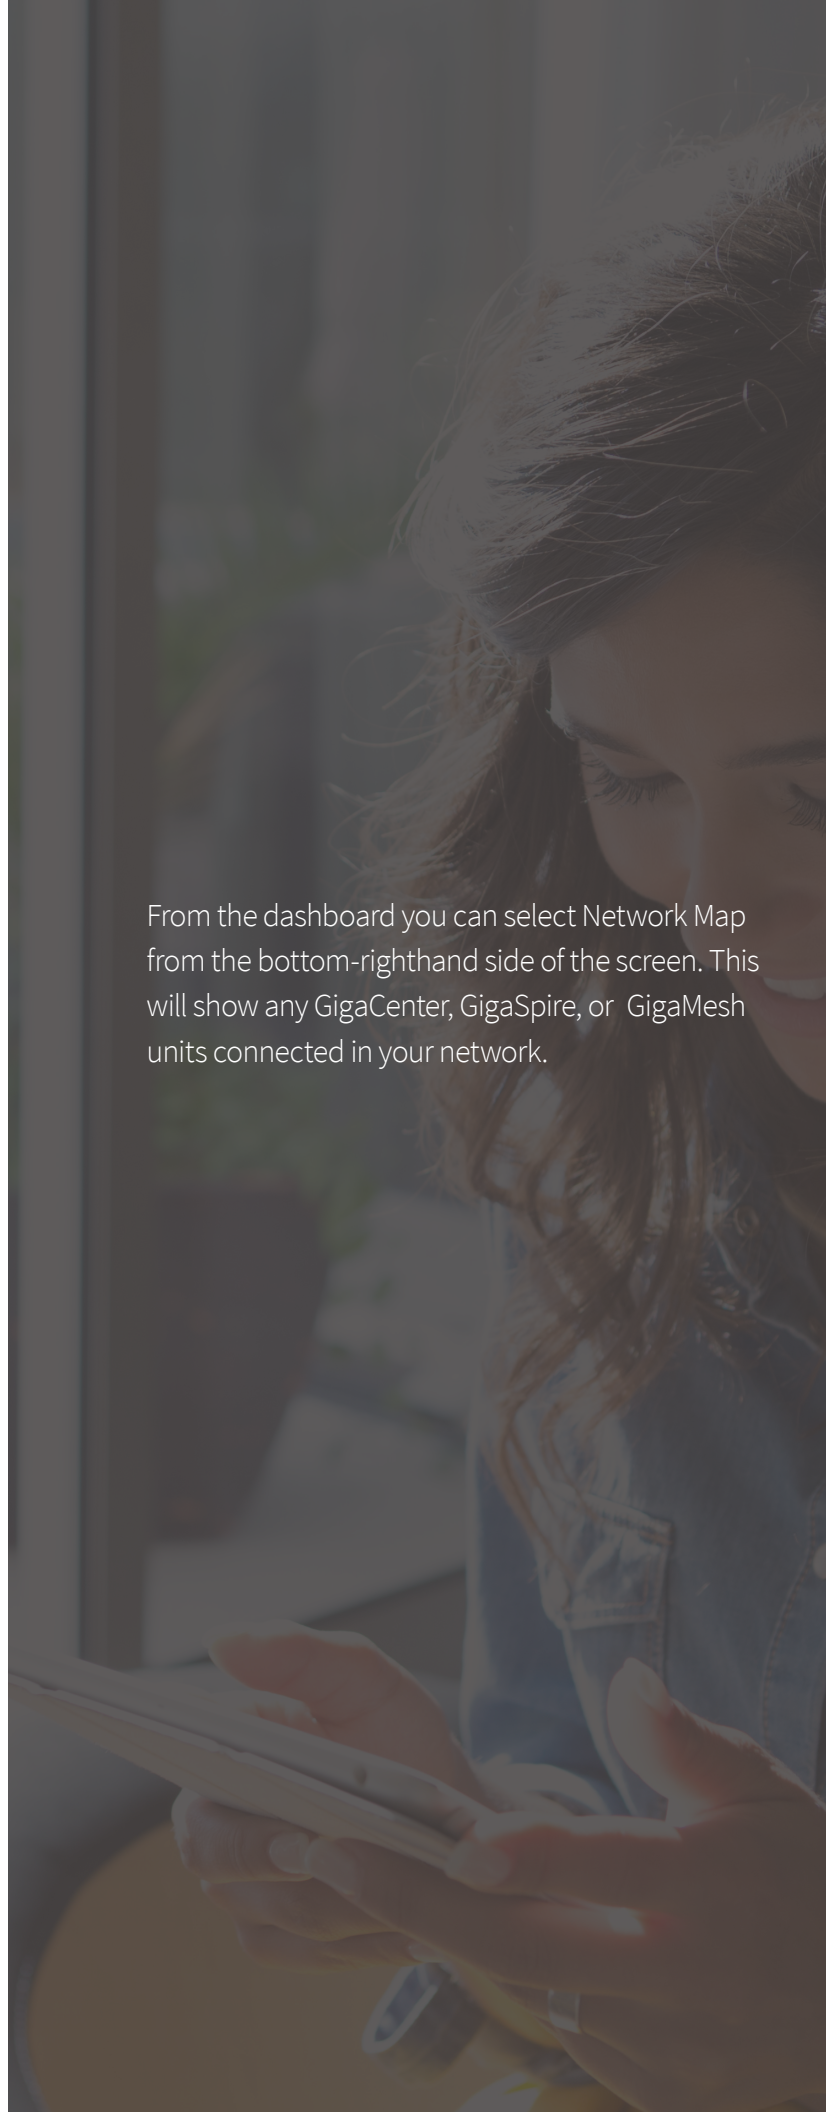 From the dashboard you can select Network Map
from the bottom-righthand side of the screen. This
will show any GigaCenter, GigaSpire, or  GigaMesh
units connected in your network.